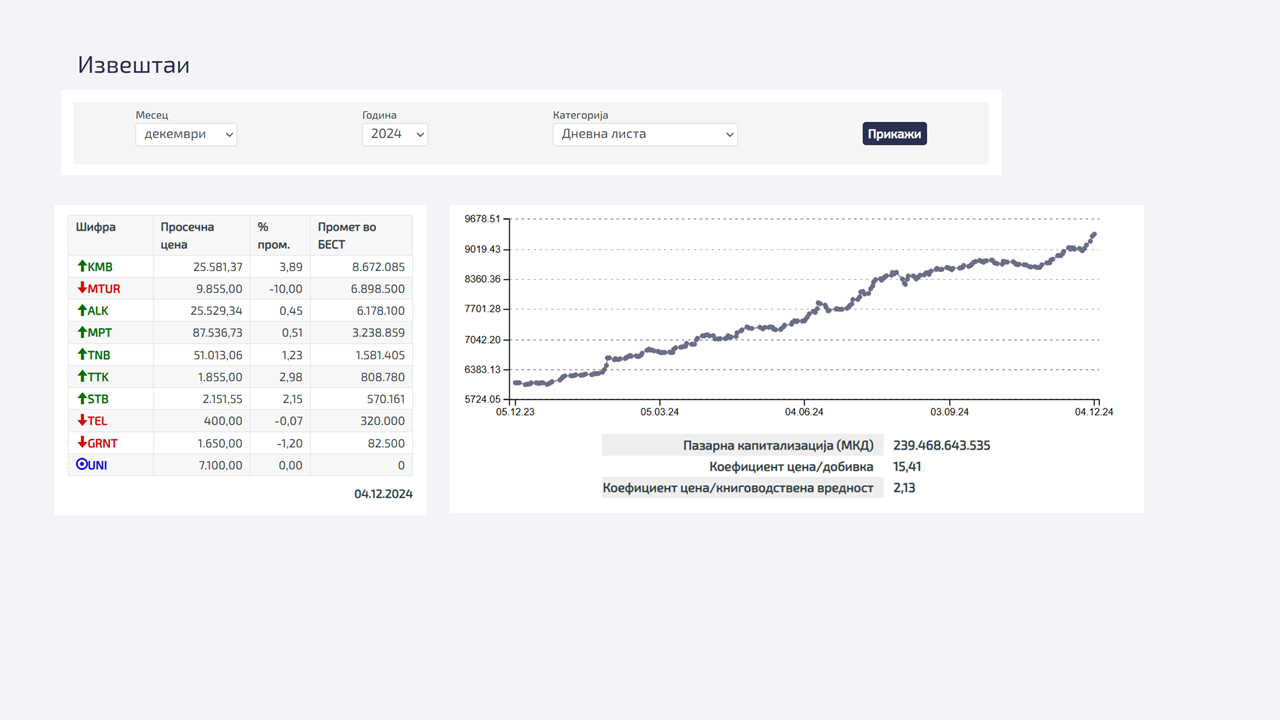 Извештаи
Месец Година Категорија
декември 2024 Дневна листа Прикажи
Шифра Просечна цена % пром. Промет во БЕСТ
KMB 25.581,37 3,89 8.672.085
MTUR 9.855,00 -10,00 6.898.500
ALK 25.529,34 0,45 6.178.100
MPT 87.536,73 0,51 3.238.859
TNB 51.013,06 1,23 1.581.405
TTK 1.855,00 2,98 808.780
STB 2.151,55 2,15 570.161
TEL 400,00 -0,07 320.000
GRNT 1.650,00 -1,20 82.500
UNI 7.100,00 0,00 0
04.12.2024
9678.51
9019.43
8360.36
7701.28
7042.20
6383.13
5724.05
05.12.23 05.03.24 04.06.24 03.09.24 04.12.24
Пазарна капитализација (МКД) 239.468.643.535
Коефициент цена/добивка 15,41
Коефициент цена/книговодствена вредност 2,13